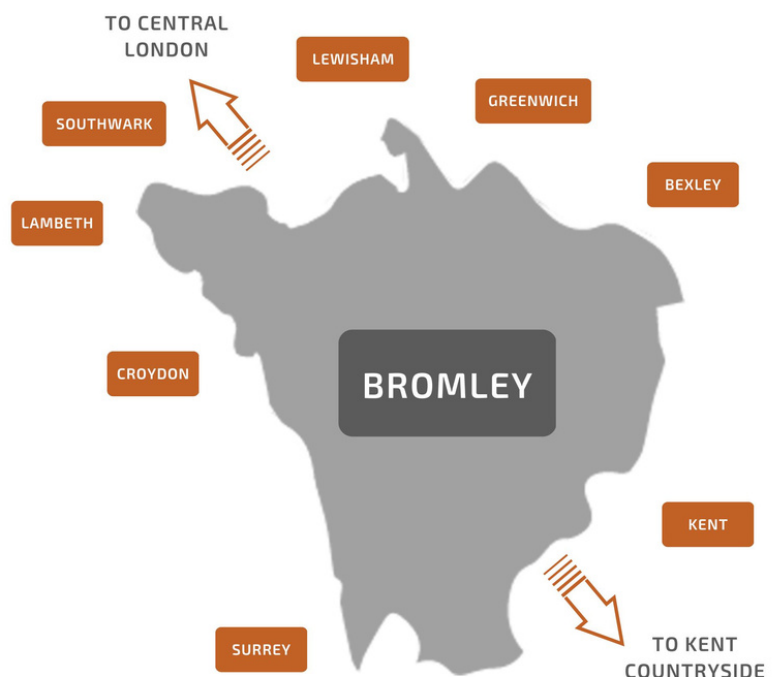 TO CENTRAL
LONDON
LEWISHAM
GREENWICH
SOUTHWARK
BEXLEY
LAMBETH
CROYDON
BROMLEY
KENT
SURREY
TO KENT
COUNTRYSIDE